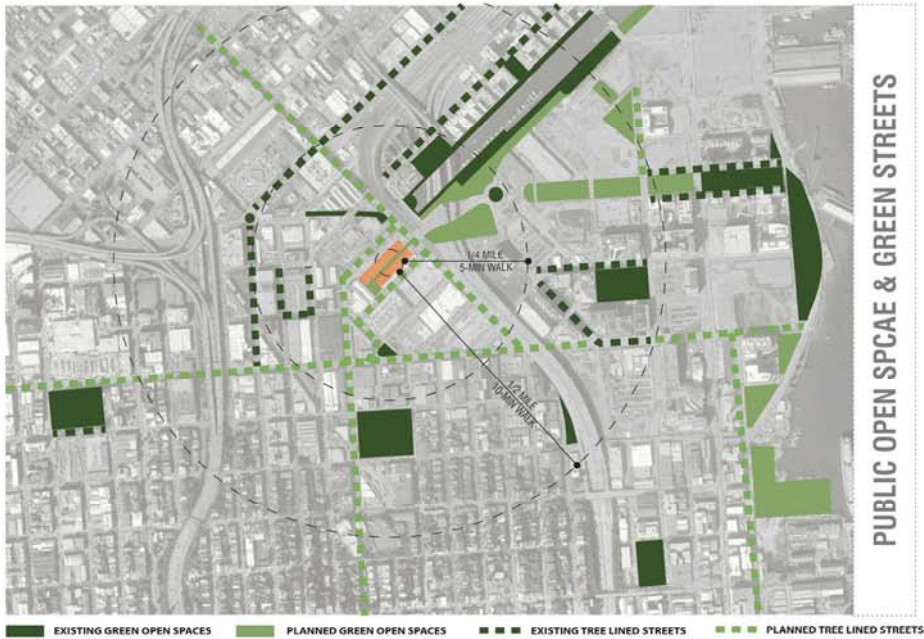 PUBLIC OPEN SPCAE & GREEN STREETS
1/4 MILE
5-MIN WALK
1/2 MILE
10-MIN WALK
EXISTING GREEN OPEN SPACES
PLANNED GREEN OPEN SPACES
EXISTING TREE LINED STREETS
PLANNED TREE LINED STREETS